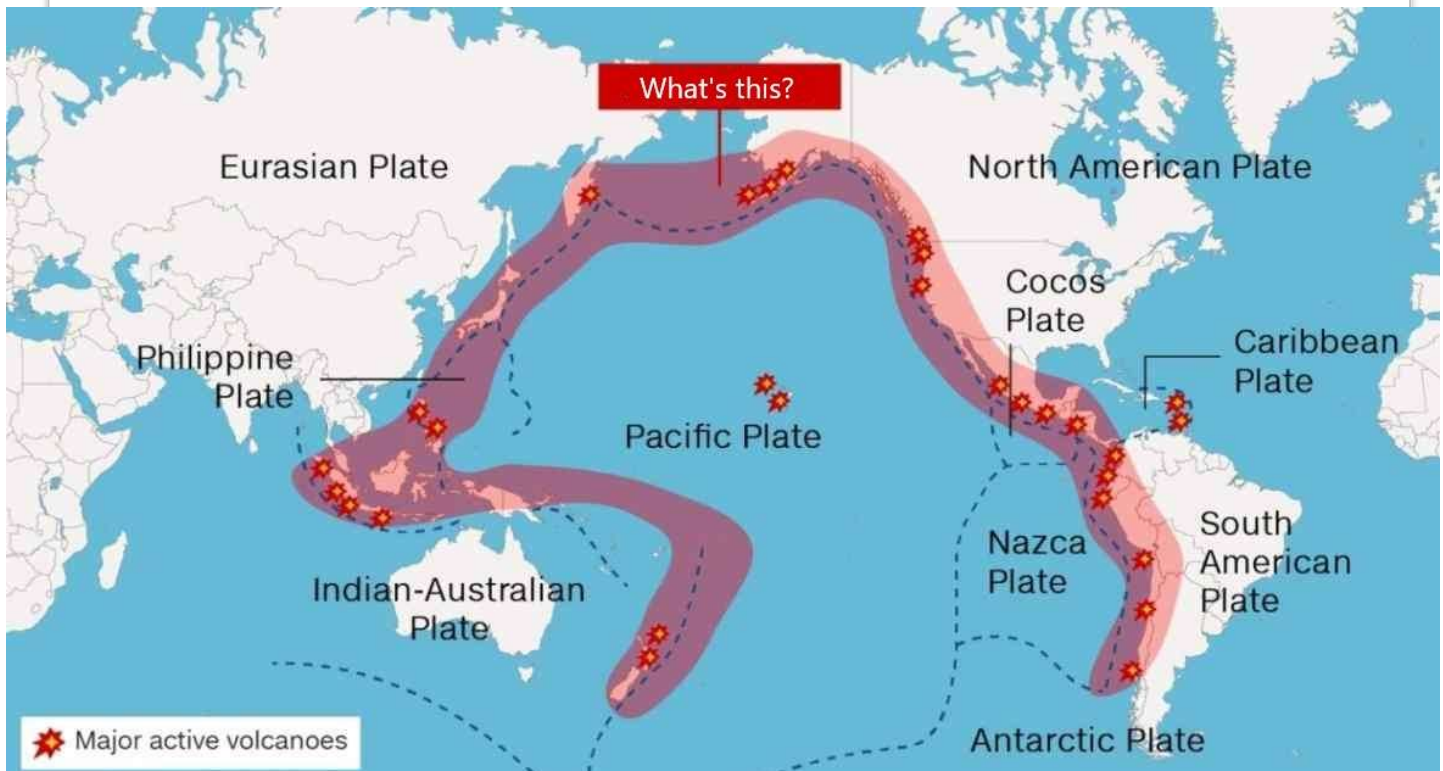 What's this?
Eurasian Plate
North American Plate
Cocos
Plate
Caribbean
Plate
Philippine
Plate
Pacific Plate
Nazca
Plate
South
American
Plate
Indian-Australian
Plate
Antarctic Plate
Major active volcanoes